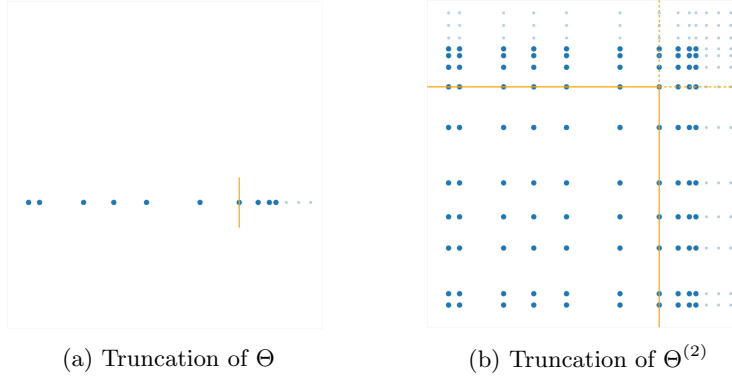 (a) Truncation of Θ
(b) Truncation of Θ⁽²⁾